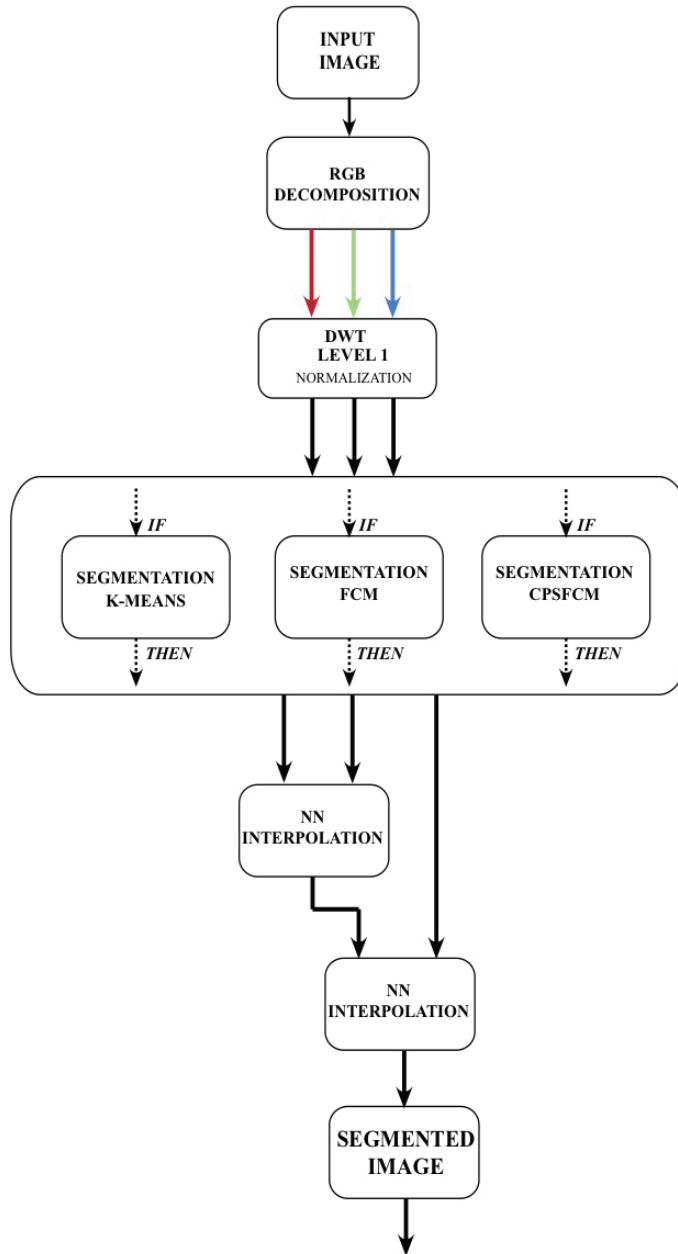 INPUT
IMAGE
RGB
DECOMPOSITION
DWT
LEVEL 1
NORMALIZATION
IF
SEGMENTATION
K-MEANS
THEN
IF
SEGMENTATION
FCM
THEN
IF
SEGMENTATION
CPSFCM
THEN
NN
INTERPOLATION
NN
INTERPOLATION
SEGMENTED
IMAGE